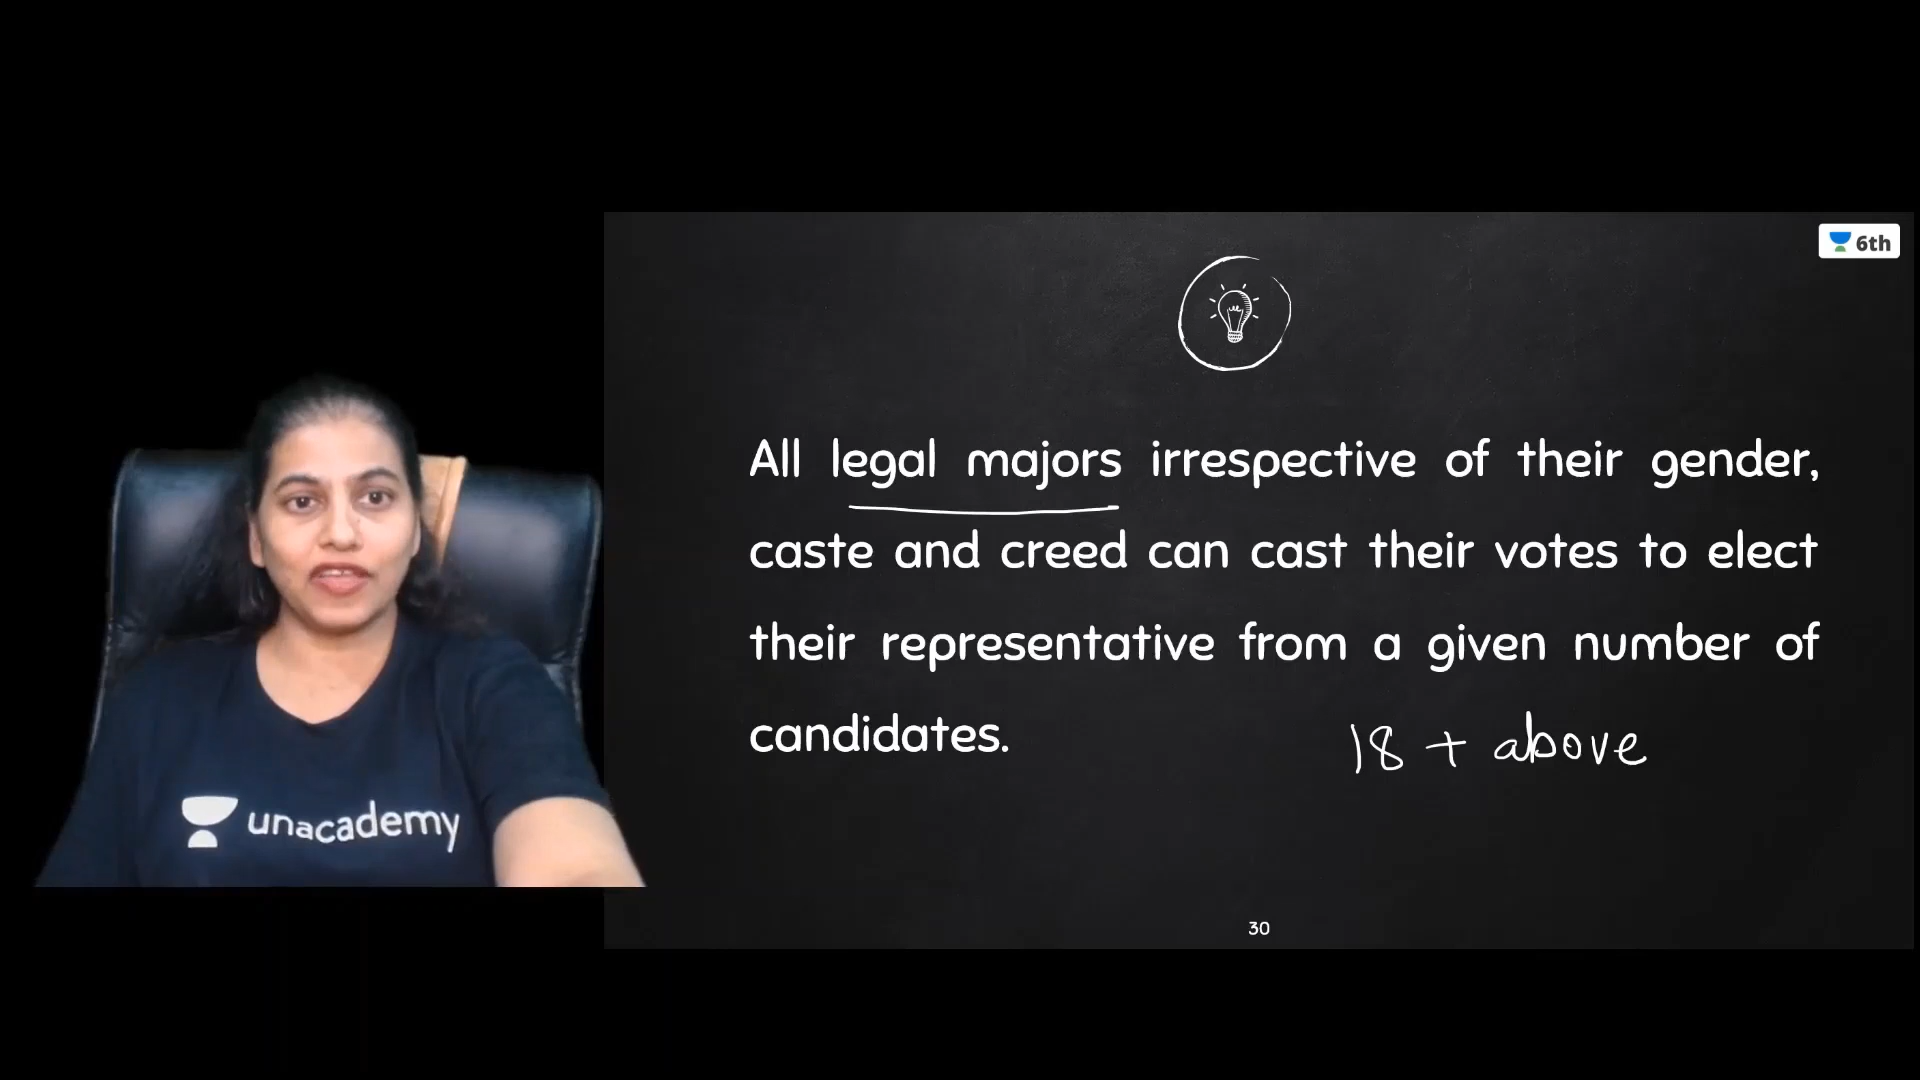 6th
All legal majors irrespective of their gender,
caste and creed can cast their votes to elect
their representative from a given number of
candidates.
18 + above
unacademy
30